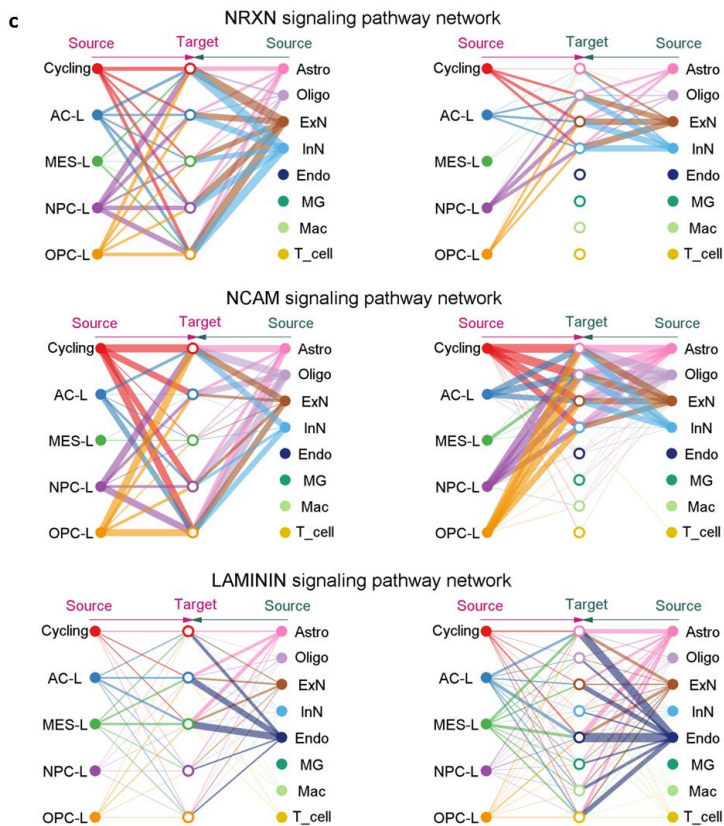 c
NRXN signaling pathway network
Source Target Source Target Source
Cycling Astro Cycling Astro
Oligo Oligo
AC-L ExN AC-L ExN
InN InN
MES-L Endo MES-L Endo
MG MG
NPC-L Mac NPC-L Mac
OPC-L T_cell OPC-L T_cell
NCAM signaling pathway network
Source Target Source Source Target Source
Cycling Astro Cycling Astro
Oligo Oligo
AC-L ExN AC-L ExN
InN InN
MES-L Endo MES-L Endo
MG MG
NPC-L Mac NPC-L Mac
OPC-L T_cell OPC-L T_cell
LAMININ signaling pathway network
Source Target Source Source Target Source
Cycling Astro Cycling Astro
Oligo Oligo
AC-L ExN AC-L ExN
InN InN
MES-L Endo MES-L Endo
MG MG
NPC-L Mac NPC-L Mac
OPC-L T_cell OPC-L T_cell